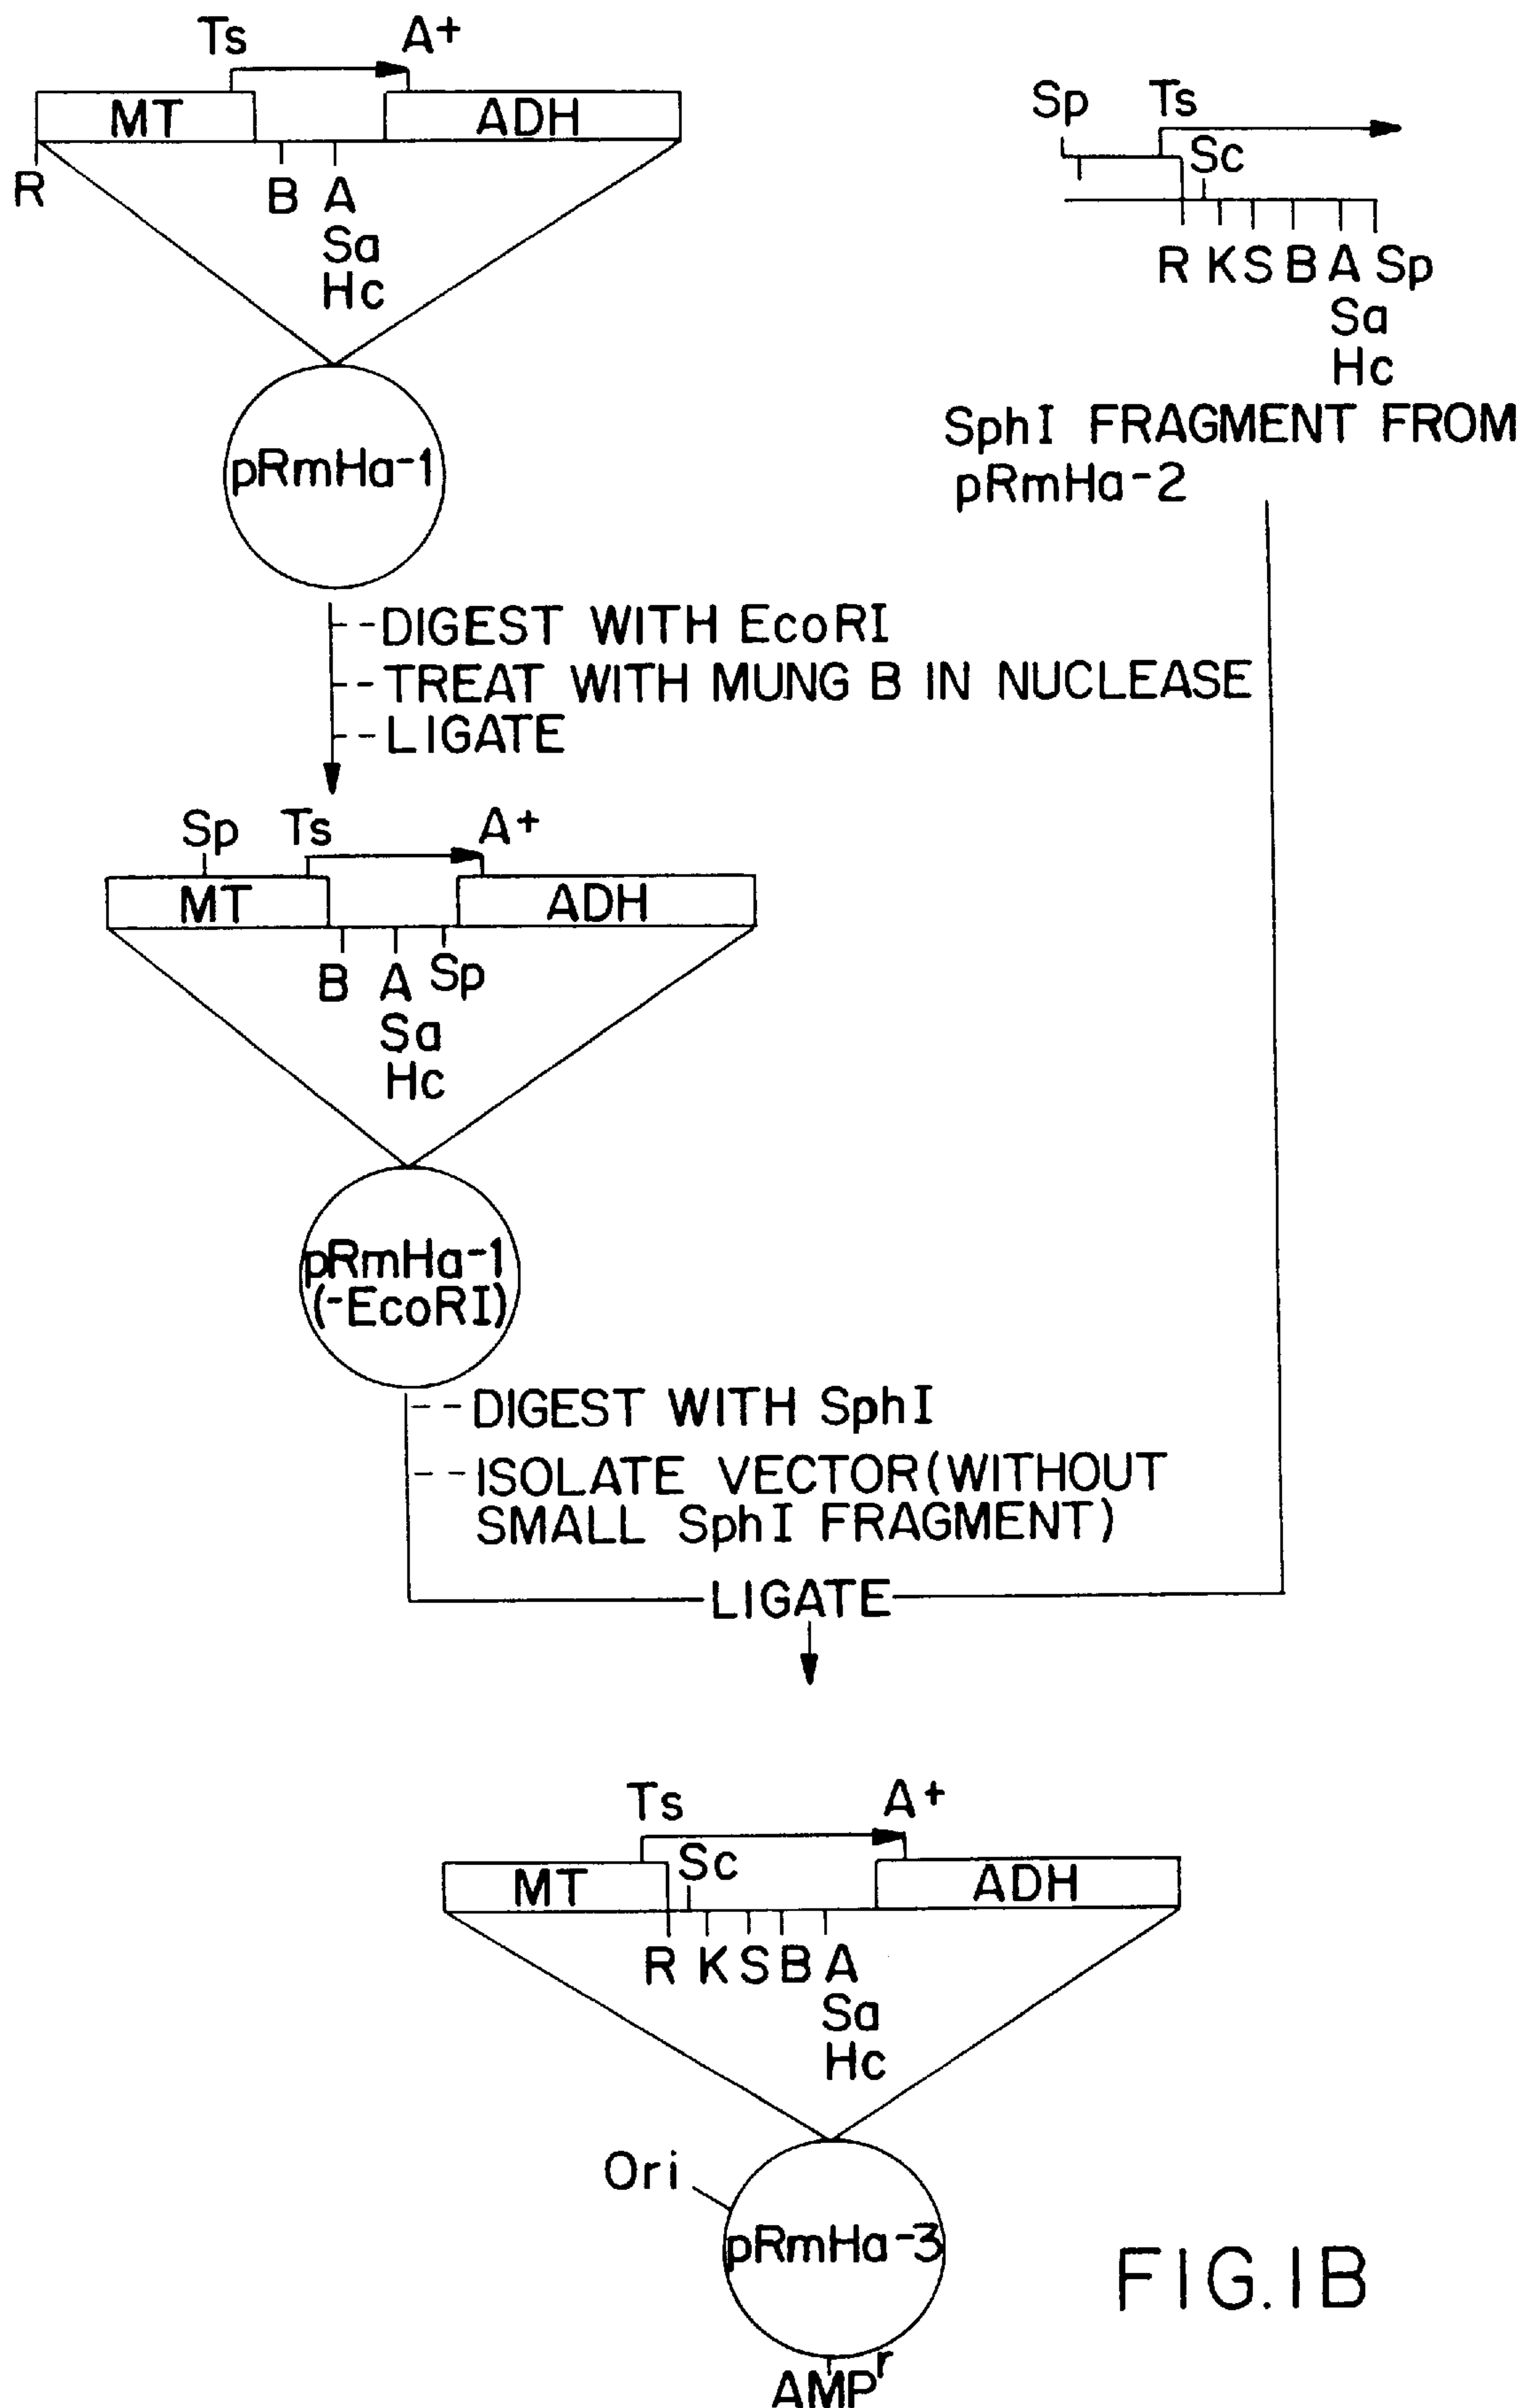 Ts A+
MT ADH
R B A
Sa
Hc
pRmHa-1
Sp Ts
Sc
R K S B A Sp
Sa
Hc
SphI FRAGMENT FROM
pRmHa-2
--DIGEST WITH EcoRI
--TREAT WITH MUNG B IN NUCLEASE
--LIGATE
Sp Ts A+
MT ADH
B A Sp
Sa
Hc
pRmHa-1
(-EcoRI)
--DIGEST WITH SphI
--ISOLATE VECTOR(WITHOUT
SMALL SphI FRAGMENT)
LIGATE
Ts A+
Sc
MT ADH
R K S B A
Sa
Hc
Ori
pRmHa-3
AMPr
FIG.1B